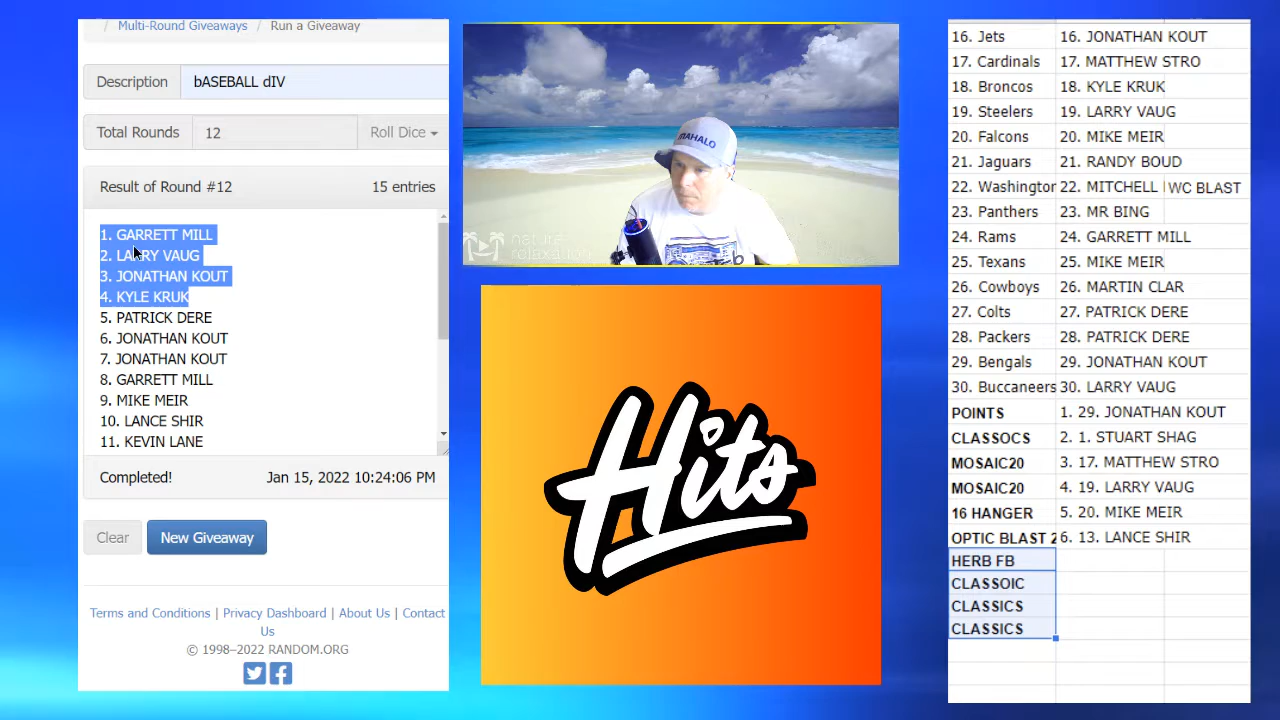 / Multi-Round Giveaways / Run a Giveaway
Description bASEBALL dIV
Total Rounds 12 Roll Dice
Result of Round #12 15 entries
1. GARRETT MILL
2. LARRY VAUG
3. JONATHAN KOUT
4. KYLE KRUK
5. PATRICK DERE
6. JONATHAN KOUT
7. JONATHAN KOUT
8. GARRETT MILL
9. MIKE MEIR
10. LANCE SHIR
11. KEVIN LANE
Completed! Jan 15, 2022 10:24:06 PM
Clear New Giveaway
Terms and Conditions | Privacy Dashboard | About Us | Contact
Us
© 1998–2022 RANDOM.ORG
MAHALO
nature
relaxation
Hits
16. Jets 16. JONATHAN KOUT
17. Cardinals 17. MATTHEW STRO
18. Broncos 18. KYLE KRUK
19. Steelers 19. LARRY VAUG
20. Falcons 20. MIKE MEIR
21. Jaguars 21. RANDY BOUD
22. Washington 22. MITCHELL WC BLAST
23. Panthers 23. MR BING
24. Rams 24. GARRETT MILL
25. Texans 25. MIKE MEIR
26. Cowboys 26. MARTIN CLAR
27. Colts 27. PATRICK DERE
28. Packers 28. PATRICK DERE
29. Bengals 29. JONATHAN KOUT
30. Buccaneers 30. LARRY VAUG
POINTS 1. 29. JONATHAN KOUT
CLASSOCS 2. 1. STUART SHAG
MOSAIC20 3. 17. MATTHEW STRO
MOSAIC20 4. 19. LARRY VAUG
16 HANGER 5. 20. MIKE MEIR
OPTIC BLAST 2 6. 13. LANCE SHIR
HERB FB
CLASSOIC
CLASSICS
CLASSICS